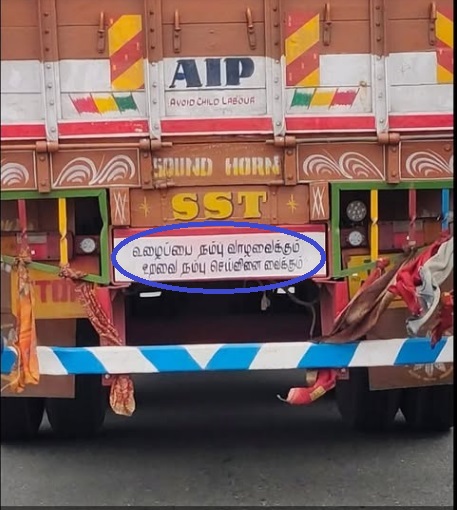 AIP
AVOID CHILD LABOUR
SOUND HORN
SST
உழைப்பை நம்பு வாழவைக்கும்
உறவை நம்பு செய்வினை வைக்கும்